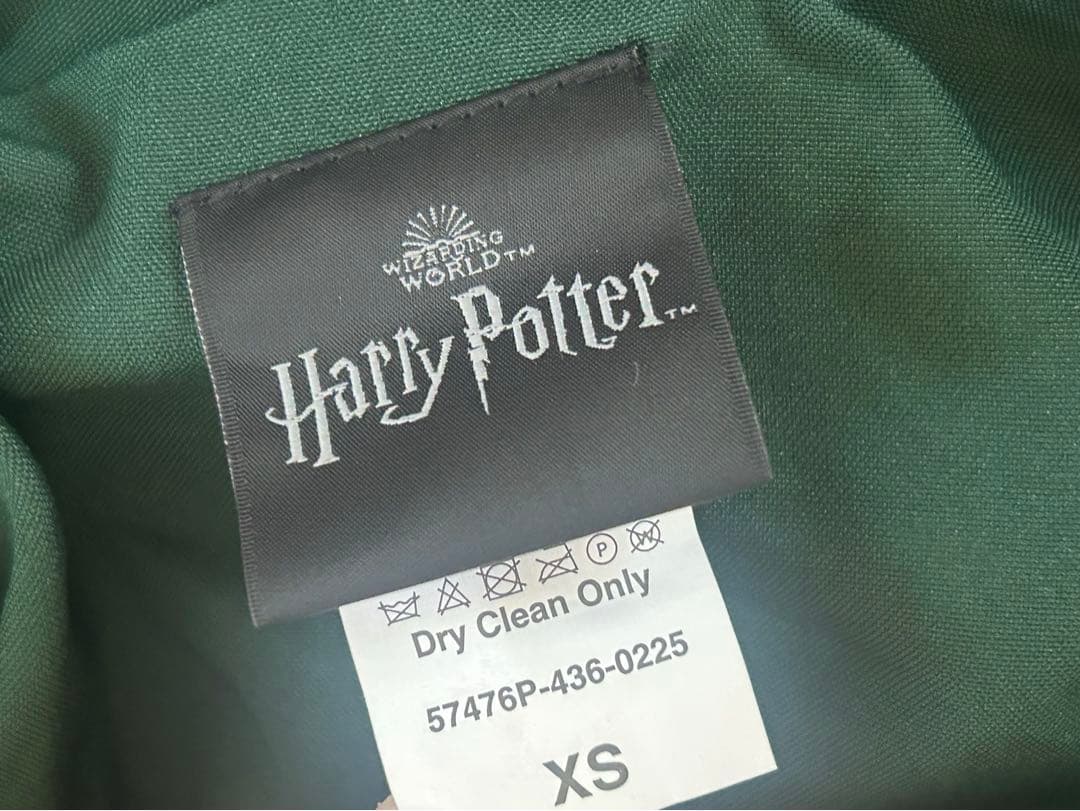 WIZARDING
WORLD™
Harry Potter™
P W
Dry Clean Only
57476P-436-0225
XS